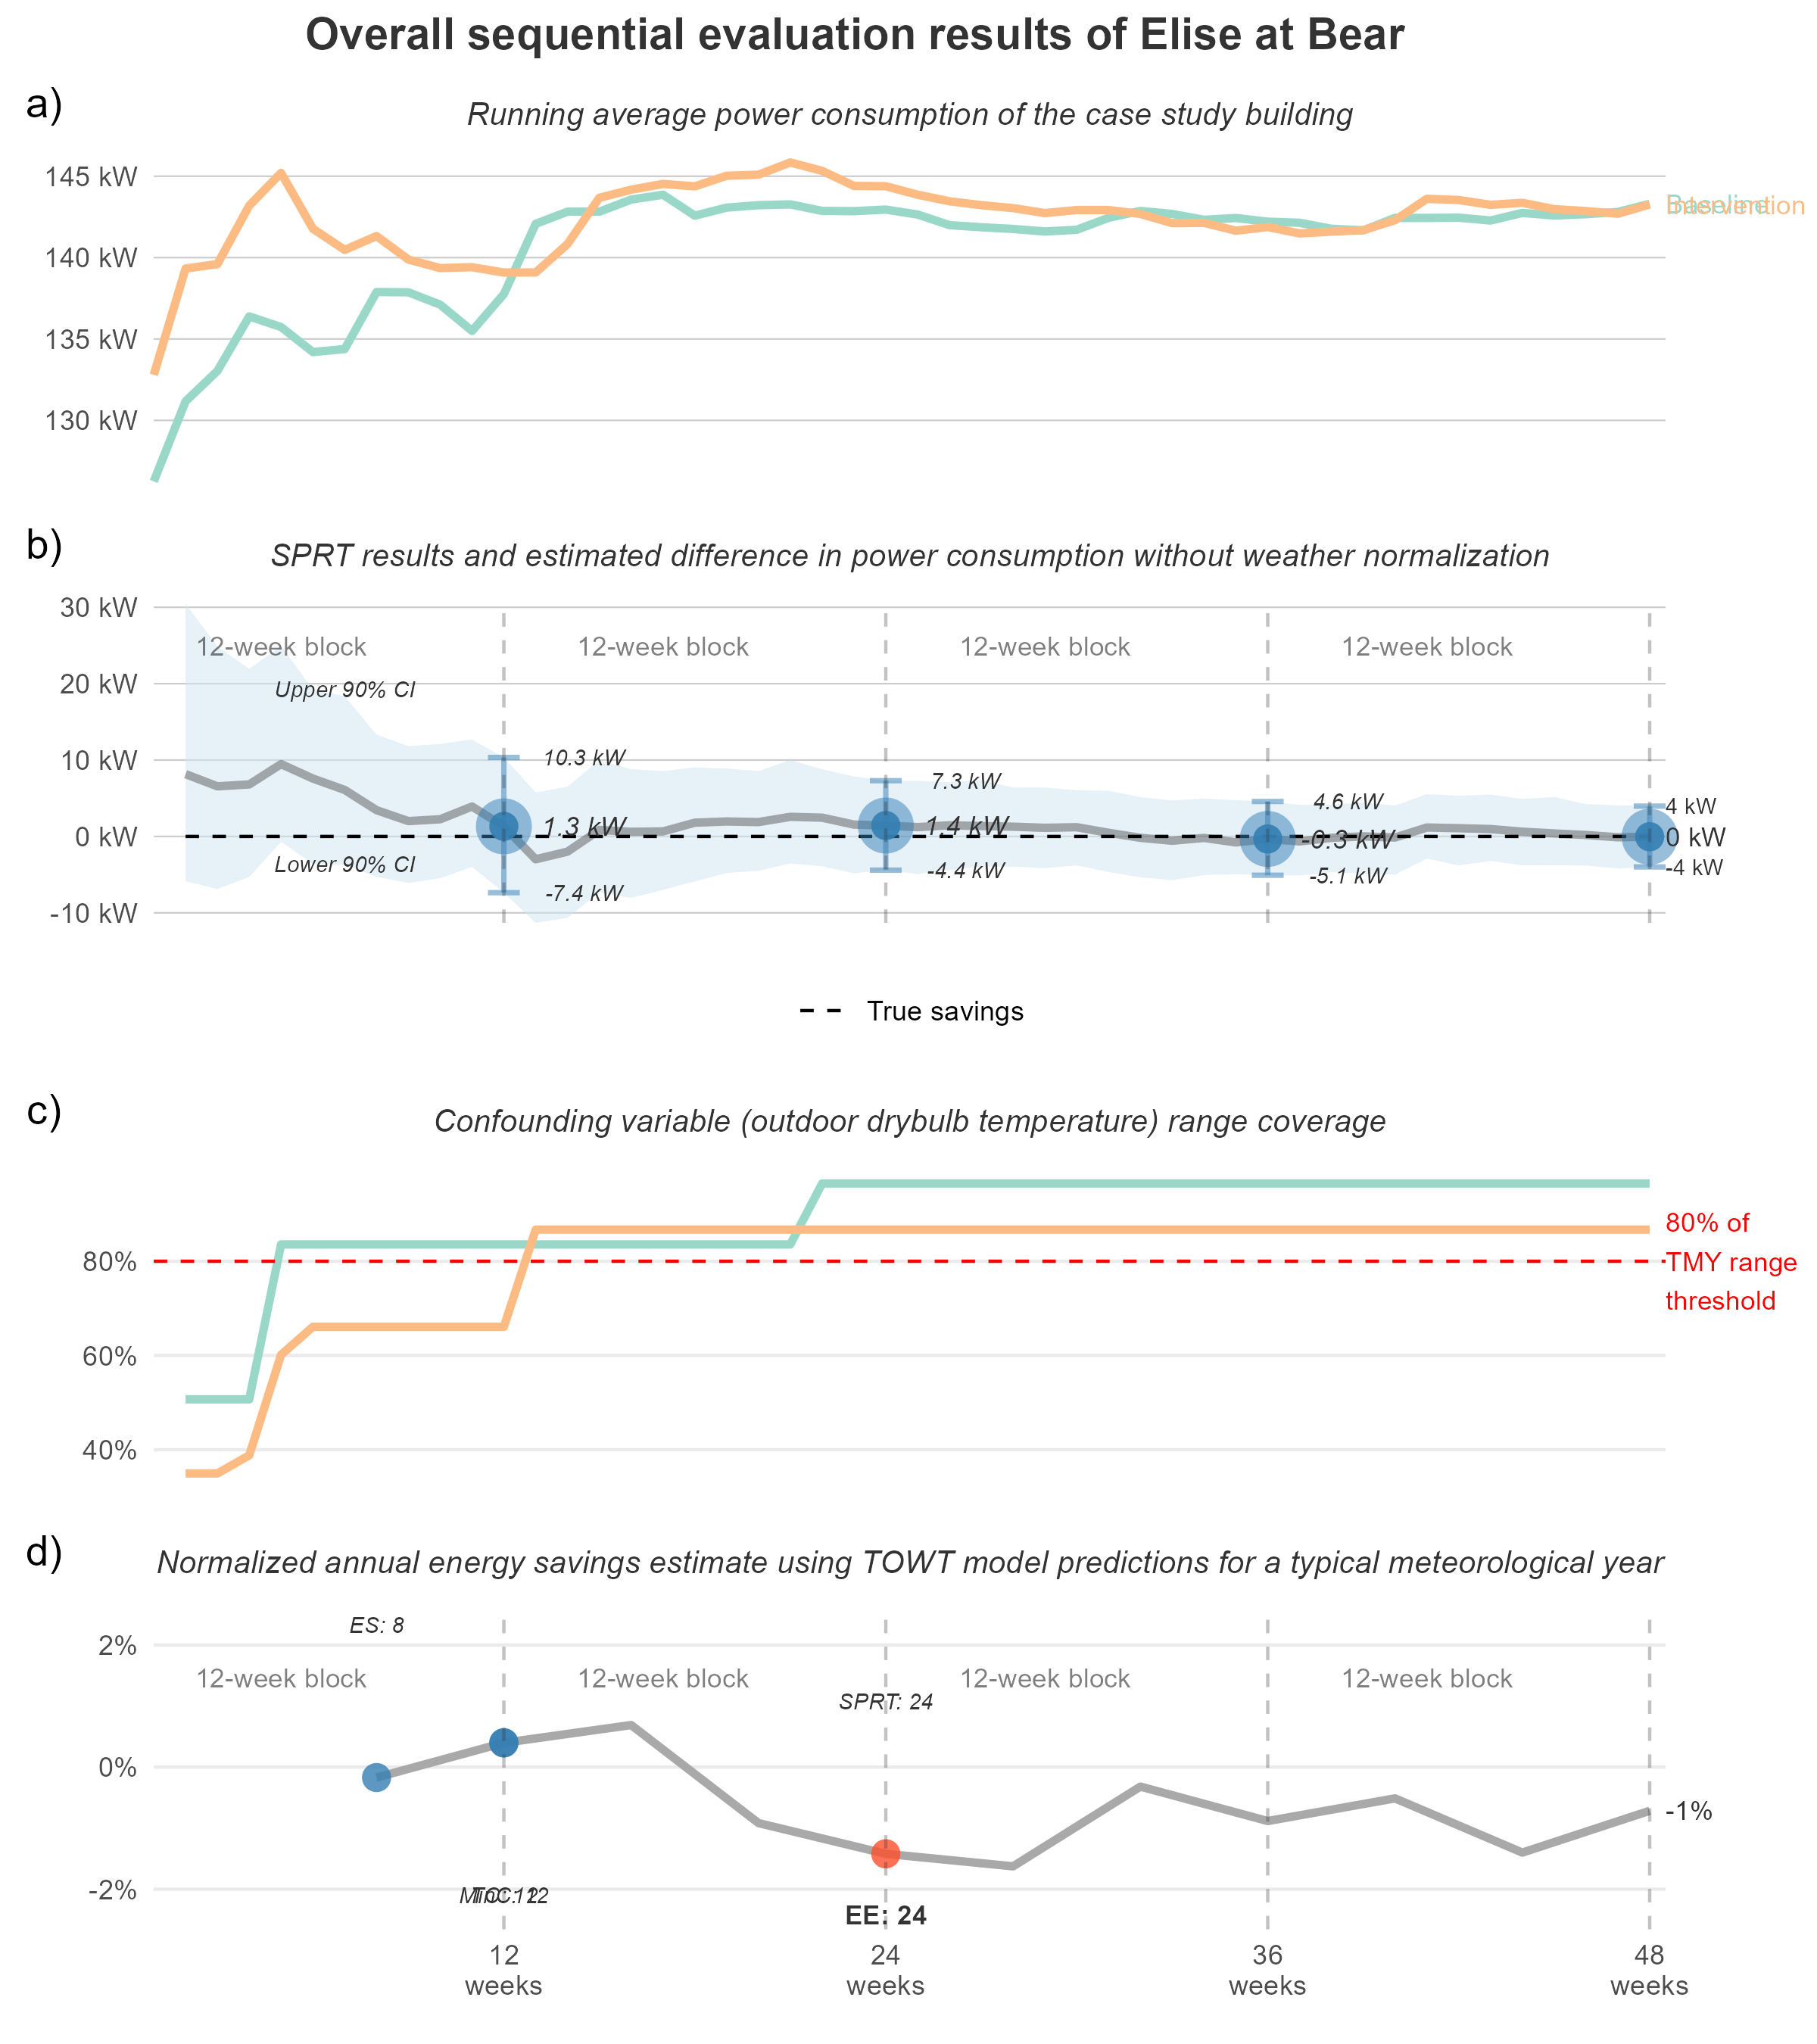 Overall sequential evaluation results of Elise at Bear
a)
Running average power consumption of the case study building
145 kW
140 kW
135 kW
130 kW
Baseline
Intervention
b)
SPRT results and estimated difference in power consumption without weather normalization
30 kW
20 kW
10 kW
0 kW
-10 kW
12-week block
12-week block
12-week block
12-week block
Upper 90% CI
Lower 90% CI
10.3 kW
1.3 kW
-7.4 kW
7.3 kW
1.4 kW
-4.4 kW
4.6 kW
-0.3 kW
-5.1 kW
4 kW
0 kW
-4 kW
True savings
c)
Confounding variable (outdoor drybulb temperature) range coverage
80%
60%
40%
80% of
TMY range
threshold
d)
Normalized annual energy savings estimate using TOWT model predictions for a typical meteorological year
2%
0%
-2%
ES: 8
12-week block
12-week block
12-week block
12-week block
SPRT: 24
-1%
EE: 24
12
weeks
24
weeks
36
weeks
48
weeks